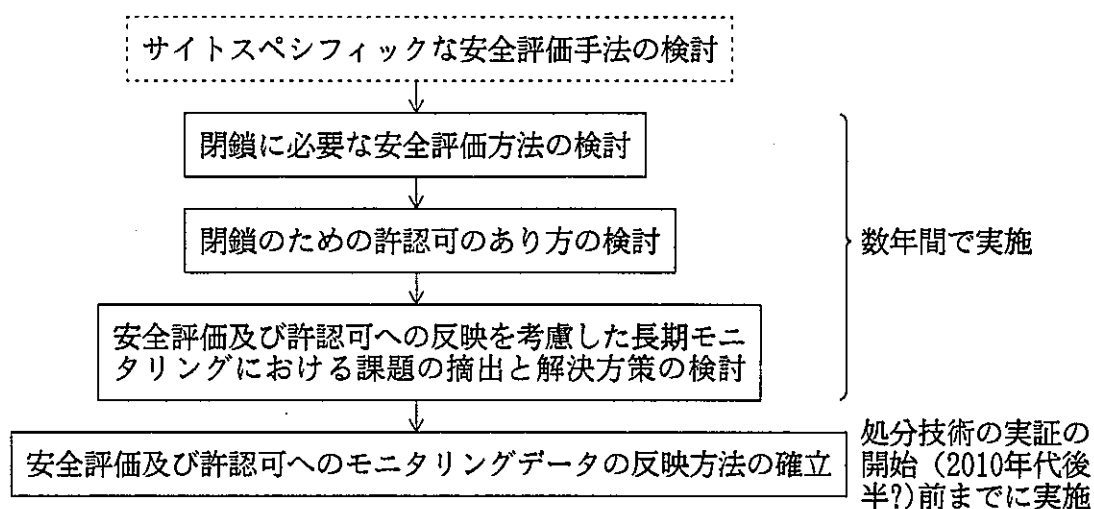 サイトスペシフィックな安全評価手法の検討
閉鎖に必要な安全評価方法の検討
閉鎖のための許認可のあり方の検討
数年間で実施
安全評価及び許認可への反映を考慮した長期モニ
タリングにおける課題の摘出と解決方策の検討
安全評価及び許認可へのモニタリングデータの反映方法の確立
処分技術の実証の
開始(2010年代後
半?)前までに実施